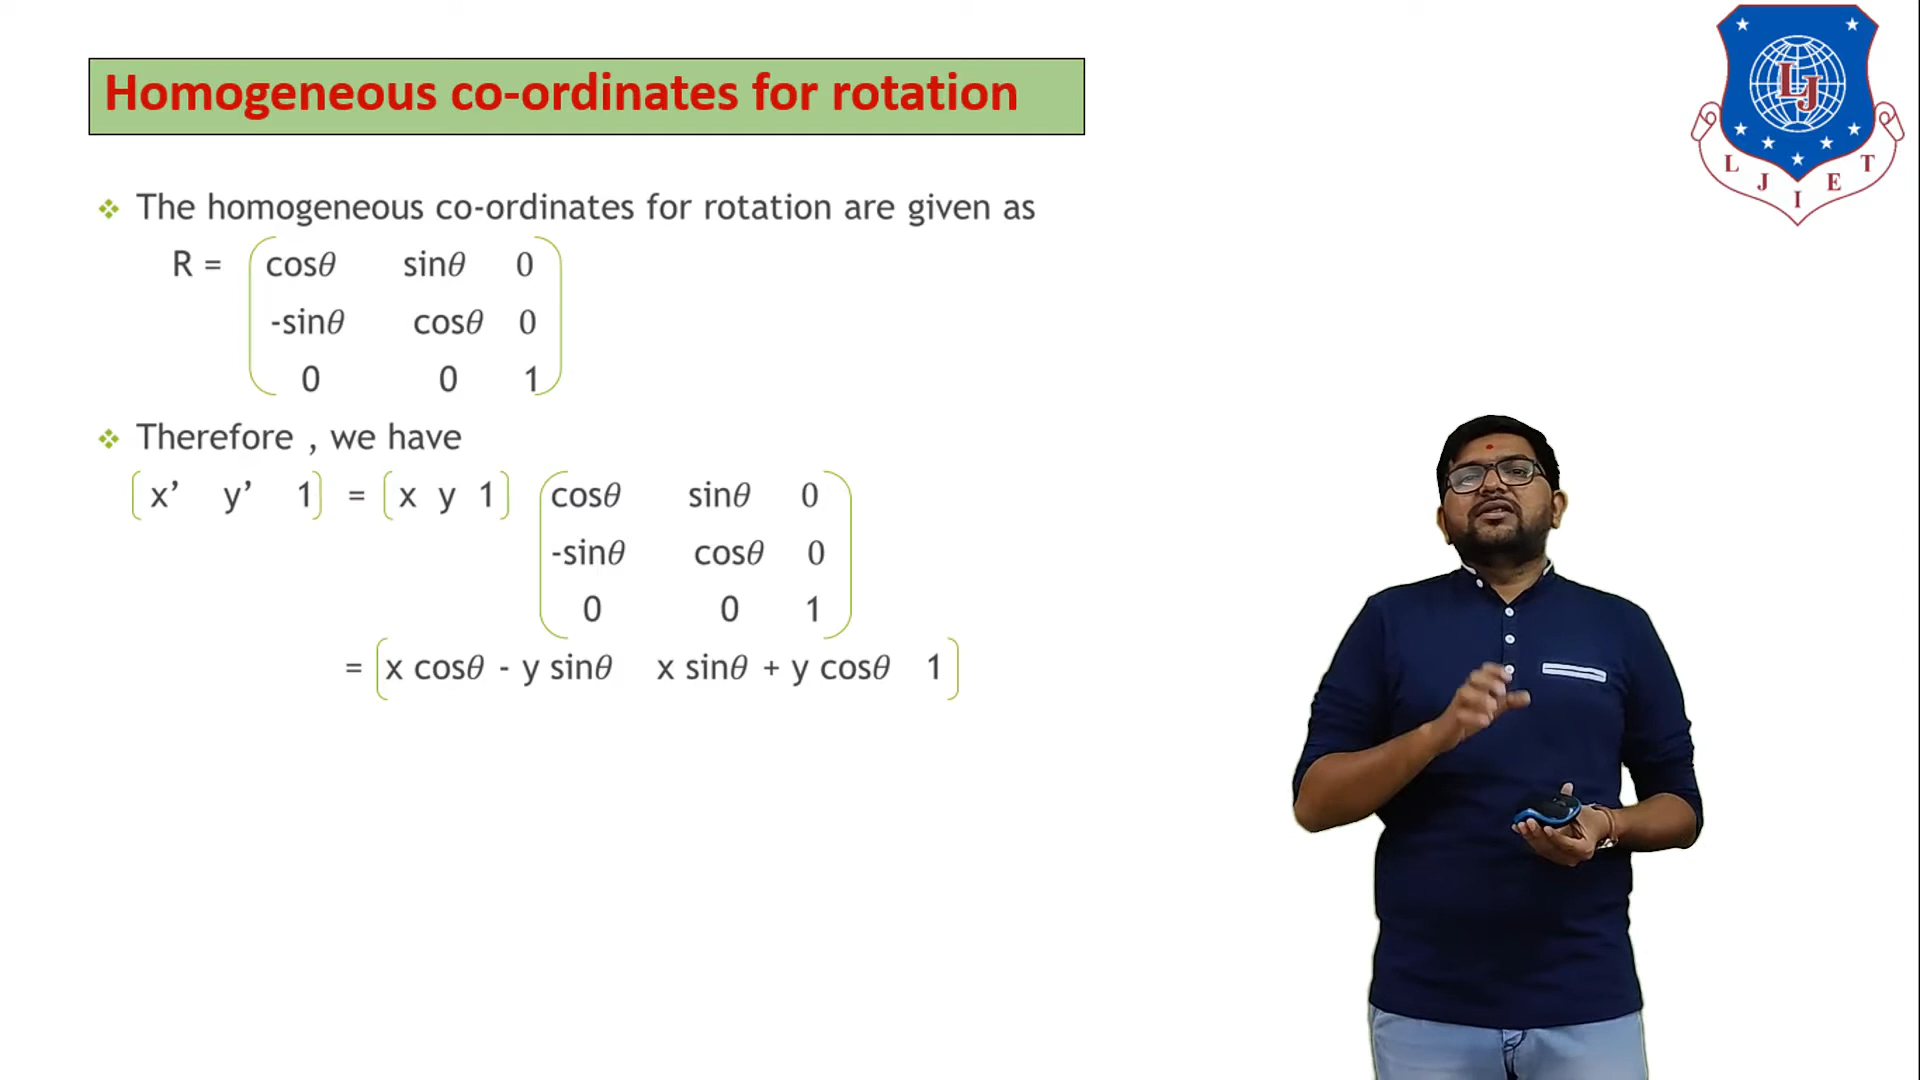 Homogeneous co-ordinates for rotation
The homogeneous co-ordinates for rotation are given as
R = cosθ sinθ 0
-sinθ cosθ 0
0 0 1
Therefore , we have
[x’ y’ 1] = [x y 1] cosθ sinθ 0
-sinθ cosθ 0
0 0 1
= [x cosθ - y sinθ x sinθ + y cosθ 1]
LJ
L J I E T